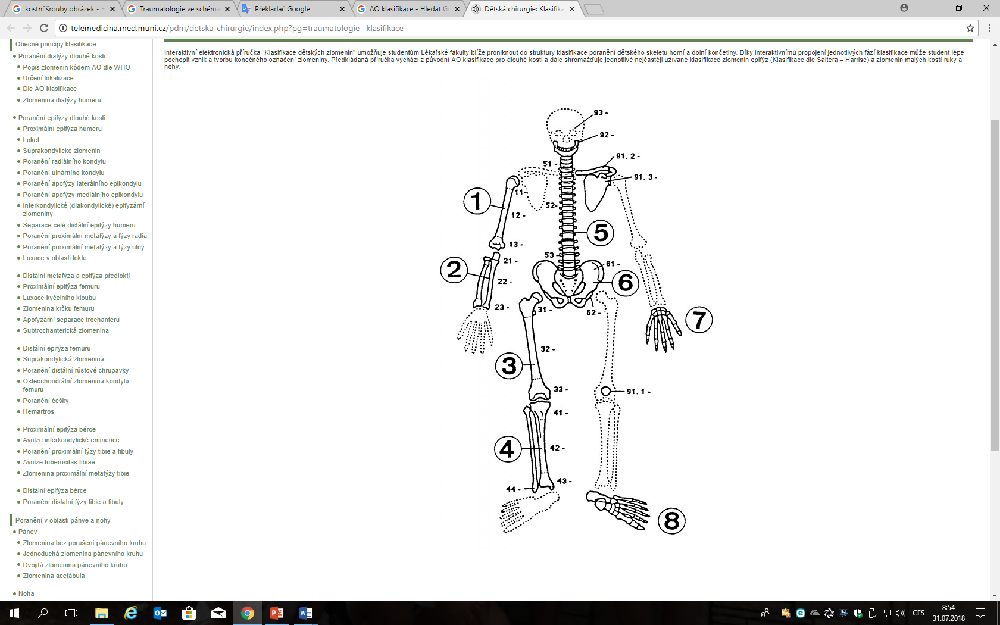 kostní šrouby obrázek - H
Traumatologie ve schéma
Překladač Google
AO klasifikace - Hledat G
Dětská chirurgie: Klasifika
telemedicina.med.muni.cz/pdm/detska-chirurgie/index.php?pg=traumatologie--klasifikace
Obecné principy klasifikace
Poranění diafýzy dlouhé kosti
Popis zlomenin kódem AO dle WHO
Určení lokalizace
Dle AO klasifikace
Zlomenina diafýzy humeru
Poranění epifýzy dlouhé kosti
Proximální epifýza humeru
Loket
Suprakondylické zlomenin
Poranění radiálního kondylu
Poranění ulnárního kondylu
Poranění apofýzy laterálního epikondylu
Poranění apofýzy mediálního epikondylu
Interkondylické (diakondylické) epifyzární
zlomeniny
Separace celé distální epifýzy humeru
Poranění proximální metafýzy a fýzy radia
Poranění proximální metafýzy a fýzy ulny
Luxace v oblasti lokte
Distální metafýza a epifýza předloktí
Proximální epifýza femuru
Luxace kyčelního kloubu
Zlomenina krčku femuru
Apofyzární separace trochanteru
Subtrochanterická zlomenina
Distální epifýza femuru
Suprakondylická zlomenina
Poranění distální růstové chrupavky
Osteochondrální zlomenina kondylu
femuru
Poranění čéšky
Hemartros
Proximální epifýza bérce
Avulze interkondylické eminence
Poranění proximální fýzy tibie a fibuly
Avulze tuberositas tibiae
Zlomenina proximální metafýzy tibie
Distální epifýza bérce
Poranění distální fýzy tibie a fibuly
Poranění v oblasti pánve a nohy
Pánev
Zlomenina bez porušení pánevního kruhu
Jednoduchá zlomenina pánevního kruhu
Dvojitá zlomenina pánevního kruhu
Zlomenina acetábula
Noha
Interaktivní elektronická příručka "Klasifikace dětských zlomenin" umožňuje studentům Lékařské fakulty blíže proniknout do struktury klasifikace poranění dětského skeletu horní a dolní končetiny. Díky interaktivnímu propojení jednotlivých fází klasifikace může student lépe
pochopit vznik a tvorbu konečného označení zlomeniny. Předkládaná příručka vychází z původní AO klasifikace pro dlouhé kosti a dále shromažďuje jednotlivé nejčastěji užívané klasifikace zlomenin epifýz (Klasifikace dle Saltera – Harrise) a zlomenin malých kostí ruky a
nohy.
93 -
92 -
91. 2 -
51 -
91. 3 -
11-
1
52-
12 -
5
13 -
53 -
21 -
61 -
2
22 -
6
23 -
31 -
62 -
7
32 -
3
33 -
91. 1 -
41 -
4
42 -
43 -
44 -
8
CES
8:54
31.07.2018